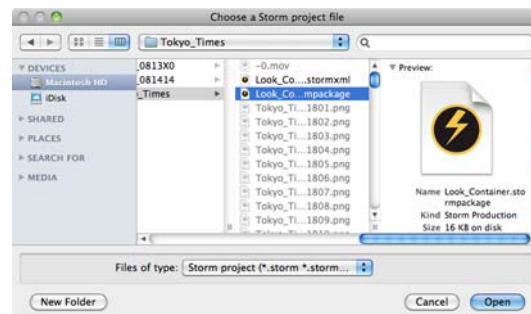 Choose a Storm project file
Tokyo_Times
DEVICES
Macintosh HD
iDisk
SHARED
PLACES
SEARCH FOR
MEDIA
_0813X0
_081414
_Times
-0.mov
Look_Co....stormxml
Look_Co...mpackage
Tokyo_Ti...1801.png
Tokyo_Ti...1802.png
Tokyo_Ti...1803.png
Tokyo_Ti...1804.png
Tokyo_Ti...1805.png
Tokyo_Ti...1806.png
Tokyo_Ti...1807.png
Tokyo_Ti...1808.png
Tokyo_Ti...1809.png
Preview:
Name Look_Container.sto
rmpackage
Kind Storm Production
Size 16 KB on disk
Files of type: Storm project (*.storm *.storm...
New Folder
Cancel
Open